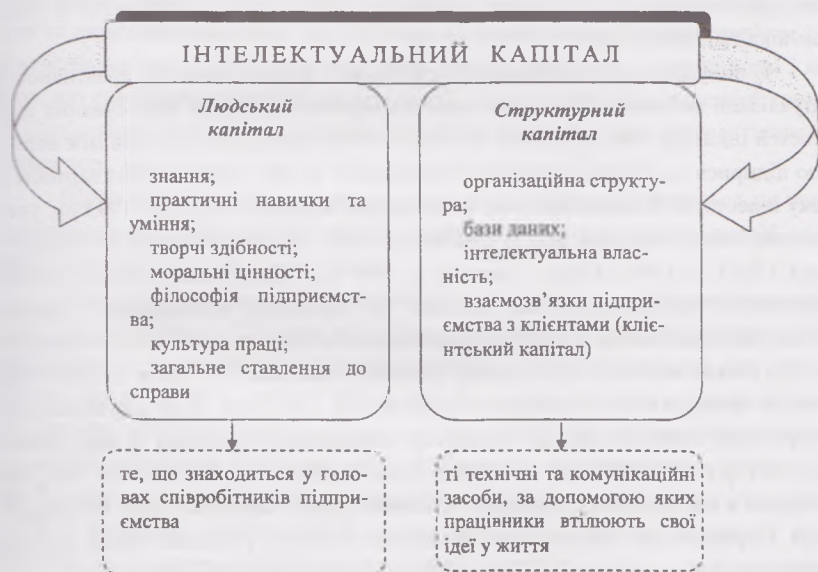 ІНТЕЛЕКТУАЛЬНИЙ КАПІТАЛ
Людський
капітал
знання;
практичні навички та
уміння;
творчі здібності;
моральні цінності;
філософія підприємст-
ва;
культура праці;
загальне ставлення до
справи
Структурний
капітал
організаційна структу-
ра;
бази даних;
інтелектуальна влас-
ність;
взаємозв'язки підпри-
ємства з клієнтами (клієн-
нтський капітал)
те, що знаходиться у голо-
вах співробітників підпри-
ємства
ті технічні та комунікаційні
засоби, за допомогою яких
працівники втілюють свої
ідеї у життя